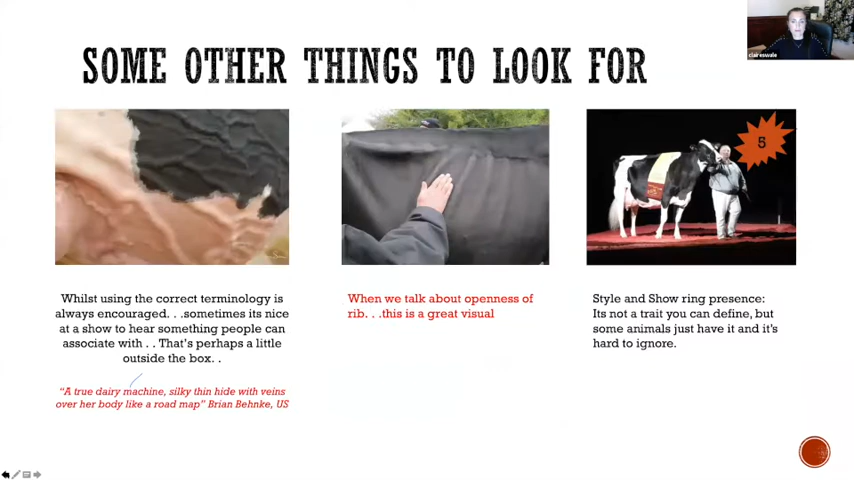 claireswale
SOME OTHER THINGS TO LOOK FOR
5
Whilst using the correct terminology is
always encouraged. . .sometimes its nice
at a show to hear something people can
associate with . . That's perhaps a little
outside the box. .
"A true dairy machine, silky thin hide with veins
over her body like a road map" Brian Behnke, US
When we talk about openness of
rib. . .this is a great visual
Style and Show ring presence:
Its not a trait you can define, but
some animals just have it and it's
hard to ignore.